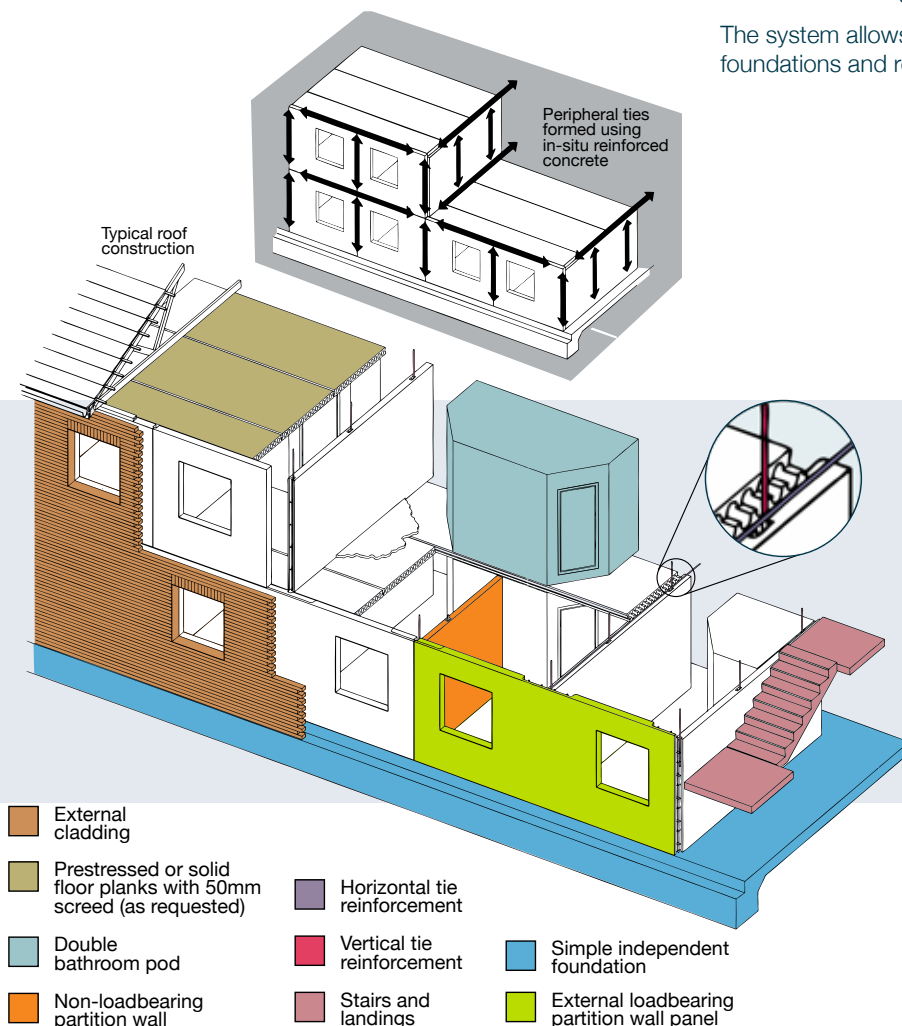 The system allows
foundations and r
Peripheral ties
formed using
in-situ reinforced
concrete
Typical roof
construction
External
cladding
Prestressed or solid
floor planks with 50mm
screed (as requested)
Double
bathroom pod
Non-loadbearing
partition wall
Horizontal tie
reinforcement
Vertical tie
reinforcement
Stairs and
landings
Simple independent
foundation
External loadbearing
partition wall panel